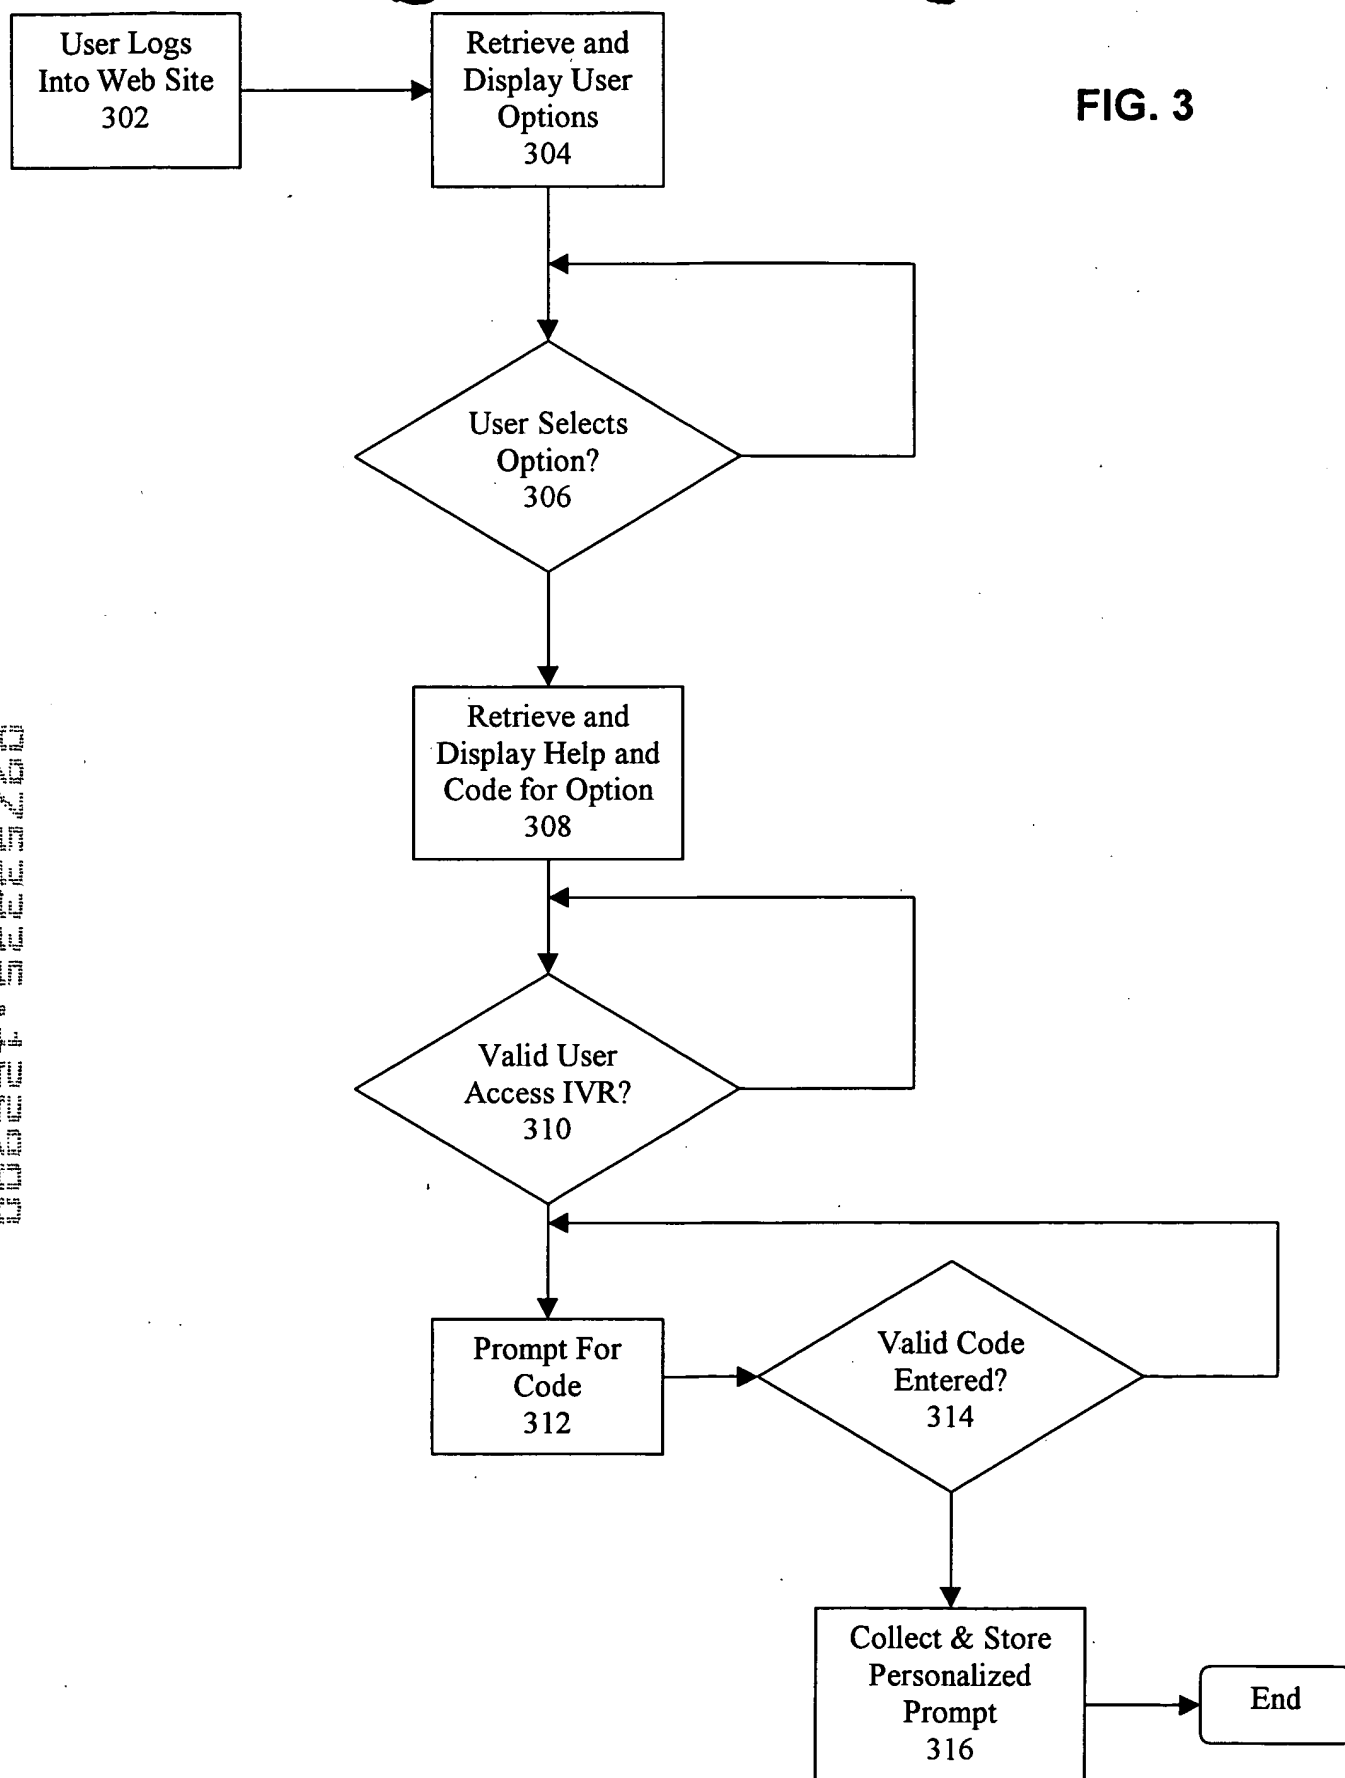 User Logs
Into Web Site
302
Retrieve and
Display User
Options
304
FIG. 3
User Selects
Option?
306
Retrieve and
Display Help and
Code for Option
308
Valid User
Access IVR?
310
Prompt For
Code
312
Valid Code
Entered?
314
Collect & Store
Personalized
Prompt
316
End